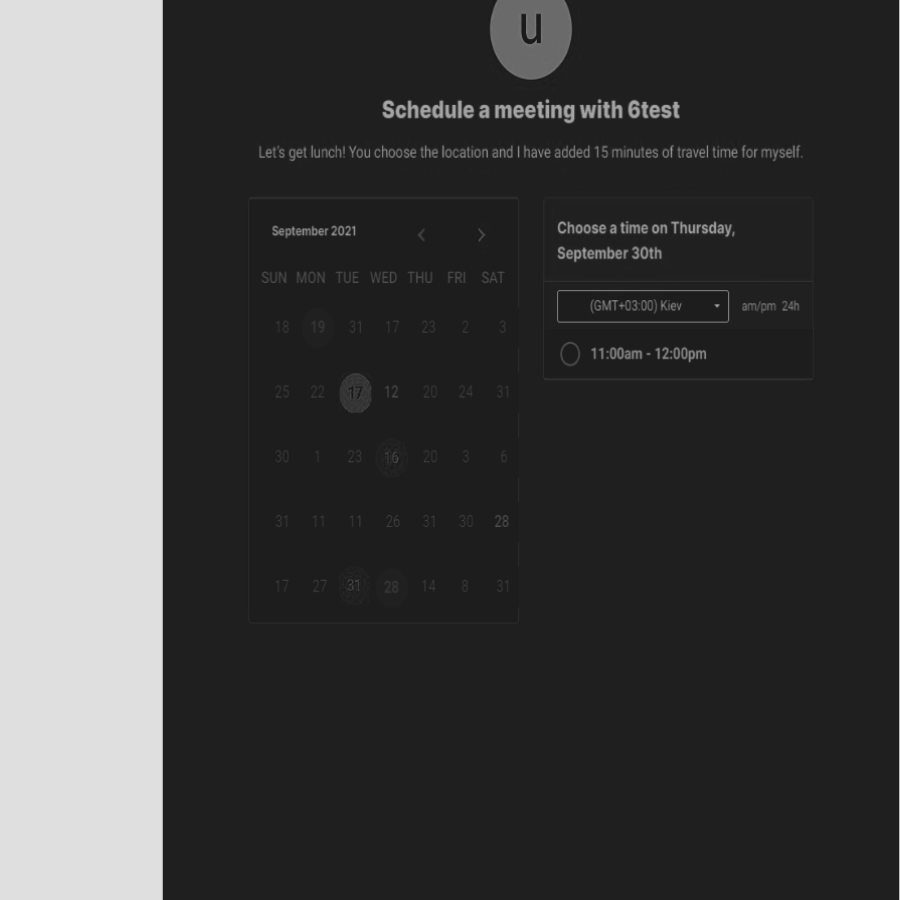 u
Schedule a meeting with 6test
Let's get lunch! You choose the location and I have added 15 minutes of travel time for myself.
September 2021
SUN MON TUE WED THU FRI SAT
18 19 31 17 23 2 3
25 22 17 12 20 24 31
30 1 23 16 20 3 6
31 11 11 26 31 30 28
17 27 31 28 14 8 31
Choose a time on Thursday,
September 30th
(GMT+03:00) Kiev am/pm 24h
11:00am - 12:00pm